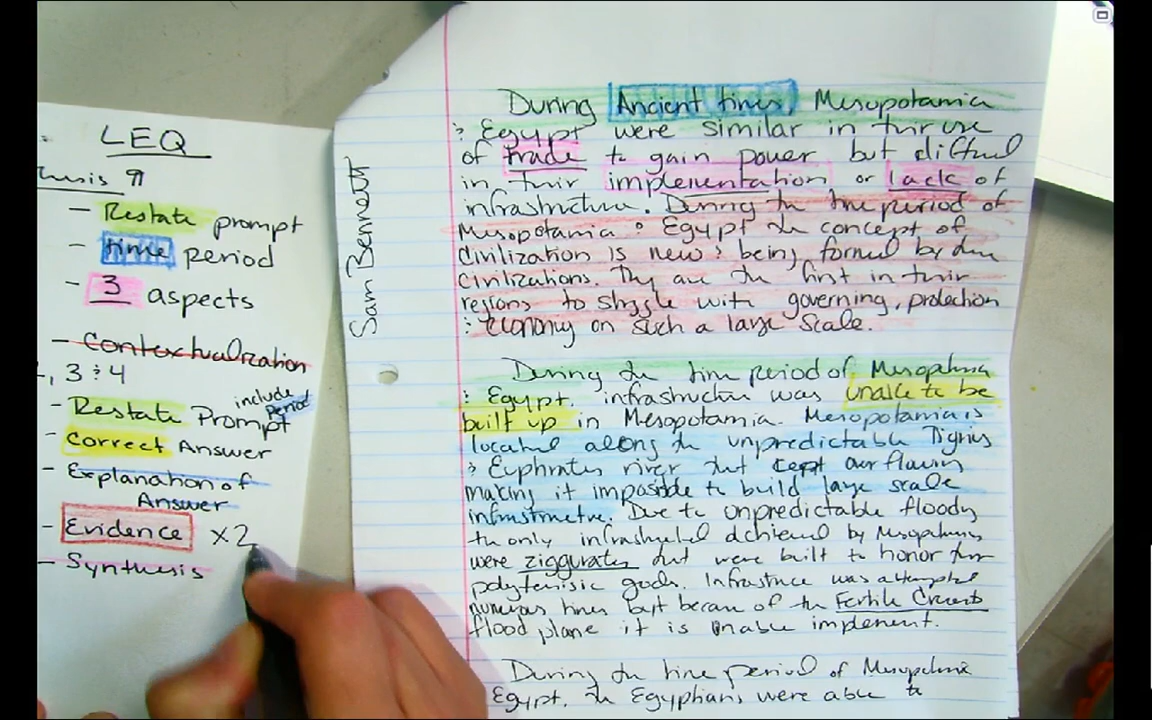 LEQ
hesis ¶
- Restate prompt
- time period
- 3 aspects
- Contextualization
, 3 : 4
- Restate Prompt include Period
- Correct Answer
- Explanation of
Answer
- Evidence x2
- Synthesis
Sam Bennett
During Ancient times Mesopotamia
: Egypt were similar in their use
of trade to gain power but differed
in their implementation or lack of
infrastructure. During the time period of
Mesopotamia : Egypt the concept of
Civilization is new : being formed by
Civilizations. They are the first in their
regions to struggle with governing, protection
: economy on such a large scale.
During the time period of Mesopotamia
: Egypt, infrastructure was unable to be
built up in Mesopotamia. Mesopotamia is
located along the unpredictable Tigris
: Euphrates river that kept overflowing
making it impossible to build large scale
infrastructure. Due to unpredictable floods
the only infrastructure achieved by Mesopotamians
were ziggurats that were built to honor their
polytheistic gods. Infrastructure was attempted
numerous times but because of the Fertile Crescents
flood plane it is unable implement.
During the time period of Mesopotamia
Egypt, the Egyptians were able to